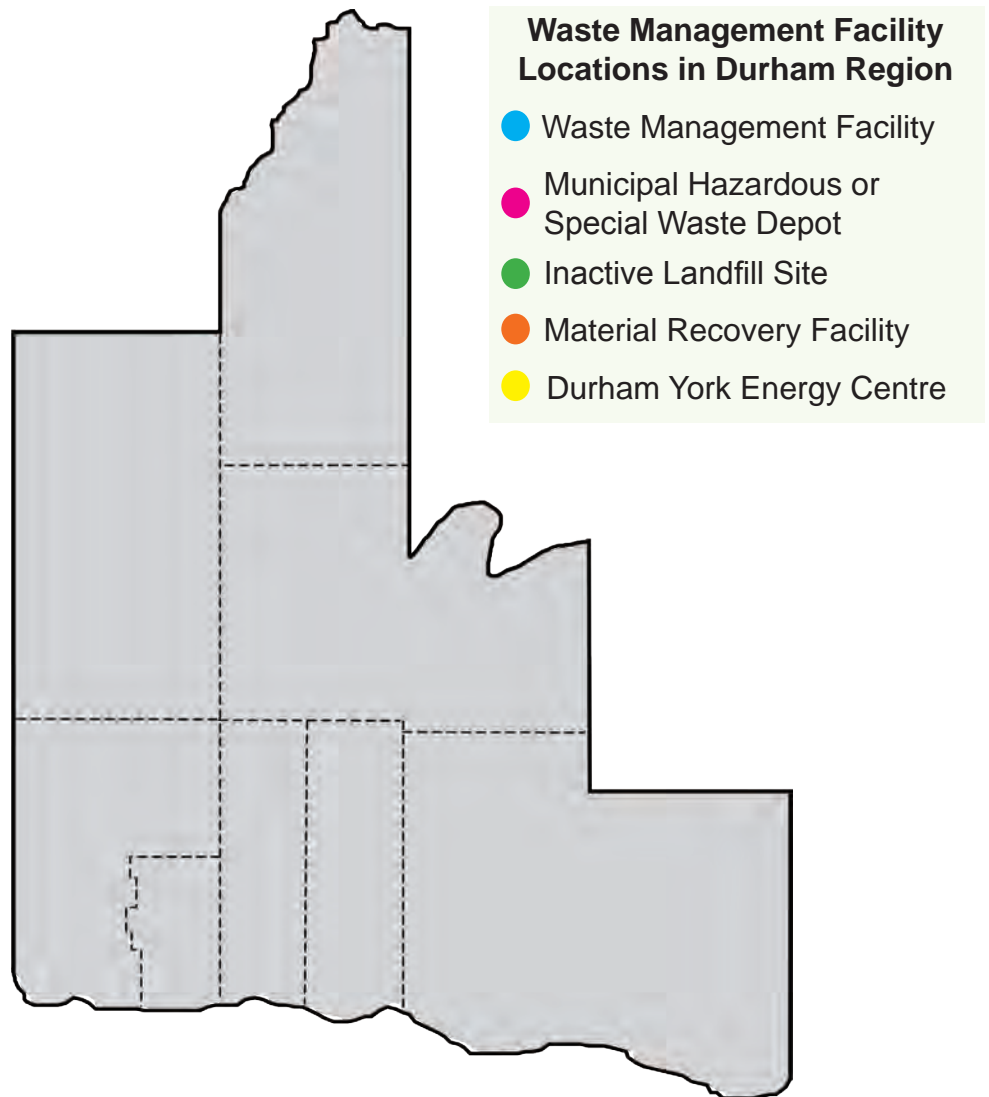 Waste Management Facility
Locations in Durham Region
Waste Management Facility
Municipal Hazardous or
Special Waste Depot
Inactive Landfill Site
Material Recovery Facility
Durham York Energy Centre